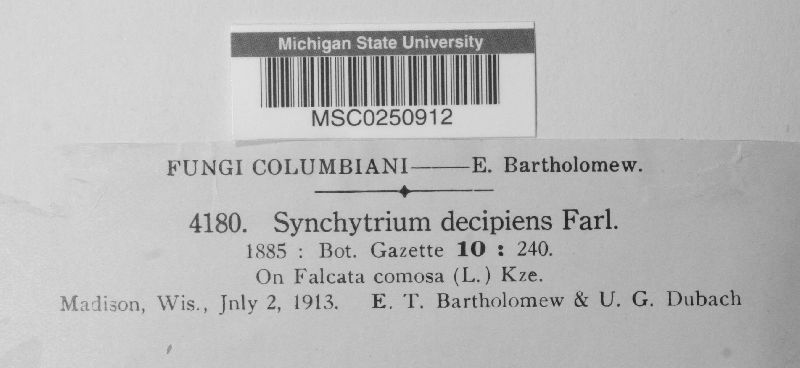 Michigan State University
MSC0250912
FUNGI COLUMBIANI——E. Bartholomew.
4180. Synchytrium decipiens Farl.
1885 : Bot. Gazette 10 : 240.
On Falcata comosa (L.) Kze.
Madison, Wis., Jnly 2, 1913. E. T. Bartholomew & U. G. Dubach